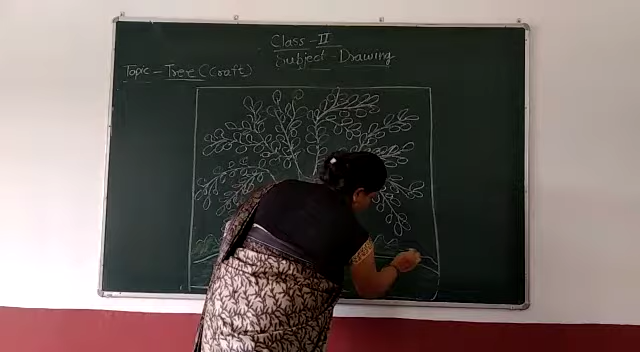 Class - II
Subject - Drawing
Topic - Tree (Craft)